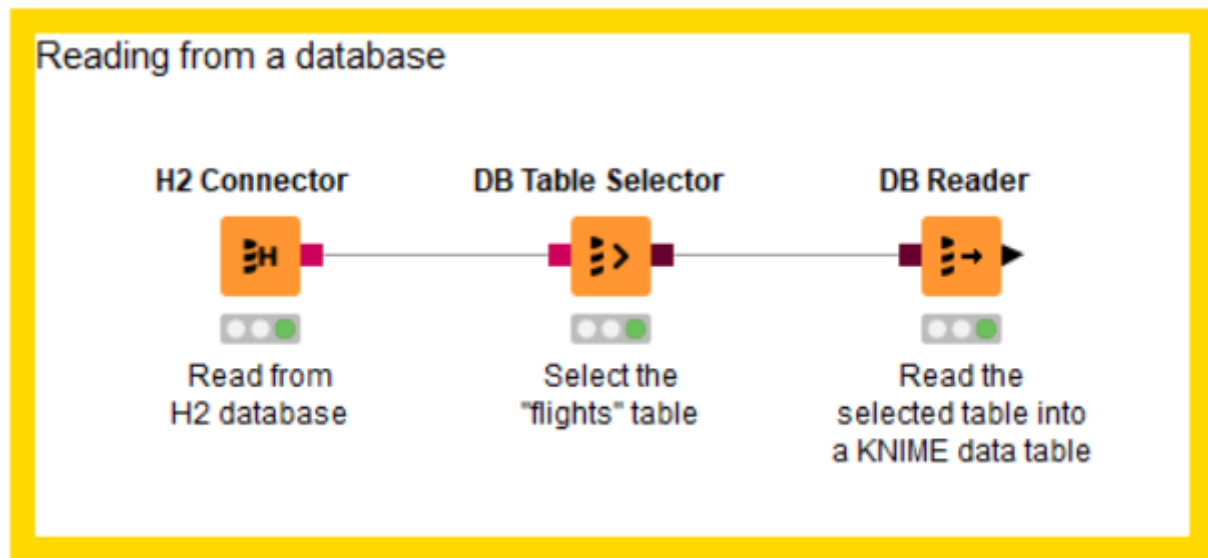 Reading from a database
H2 Connector
DB Table Selector
DB Reader
H
Read from
H2 database
Select the
"flights" table
Read the
selected table into
a KNIME data table